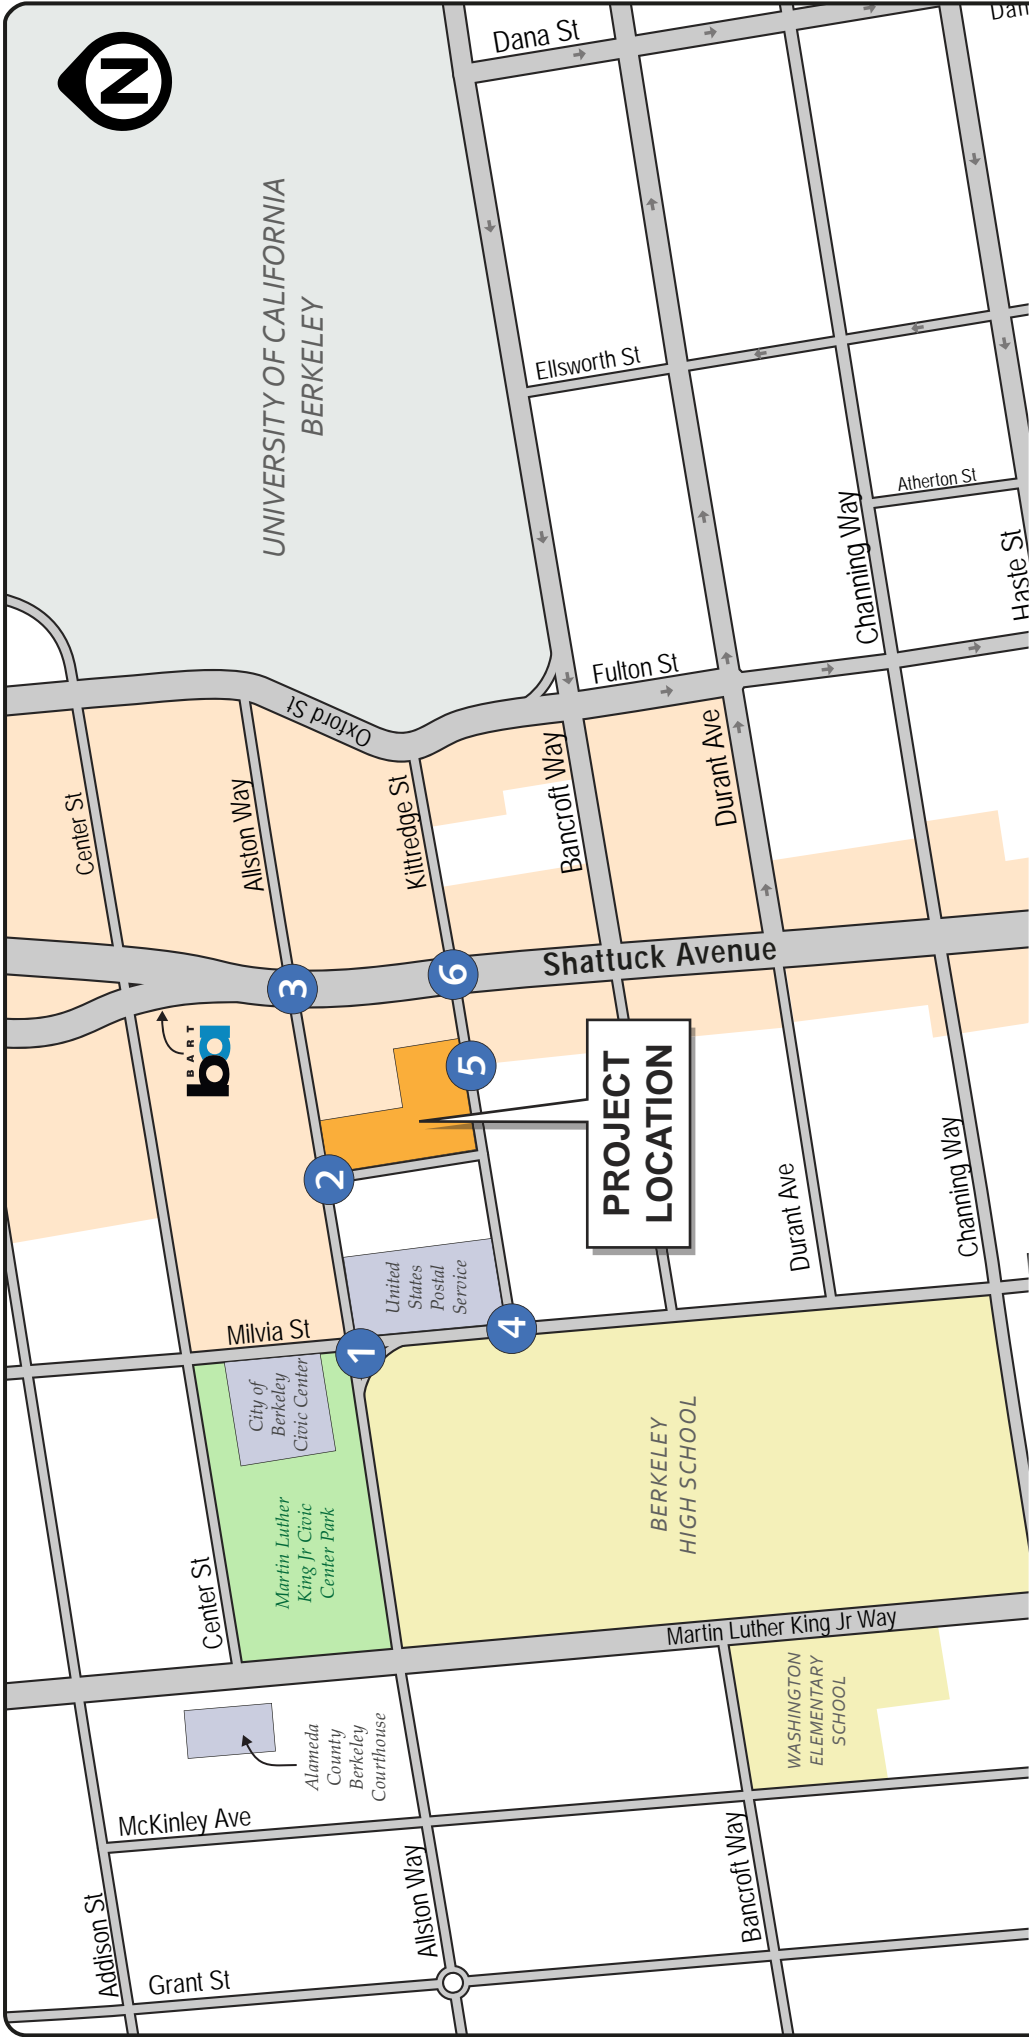 N
Dana St
UNIVERSITY OF CALIFORNIA
BERKELEY
Ellsworth St
Atherton St
Channing Way
Haste St
Fulton St
Oxford St
Center St
Allston Way
Kittredge St
Bancroft Way
Durant Ave
Shattuck Avenue
3
6
BART
ba
5
2
PROJECT
LOCATION
Durant Ave
Channing Way
United
States
Postal
Service
Milvia St
1
4
City of
Berkeley
Civic Center
Martin Luther
King Jr Civic
Center Park
BERKELEY
HIGH SCHOOL
Center St
Martin Luther King Jr Way
WASHINGTON
ELEMENTARY
SCHOOL
Alameda
County
Berkeley
Courthouse
McKinley Ave
Addison St
Allston Way
Bancroft Way
Grant St